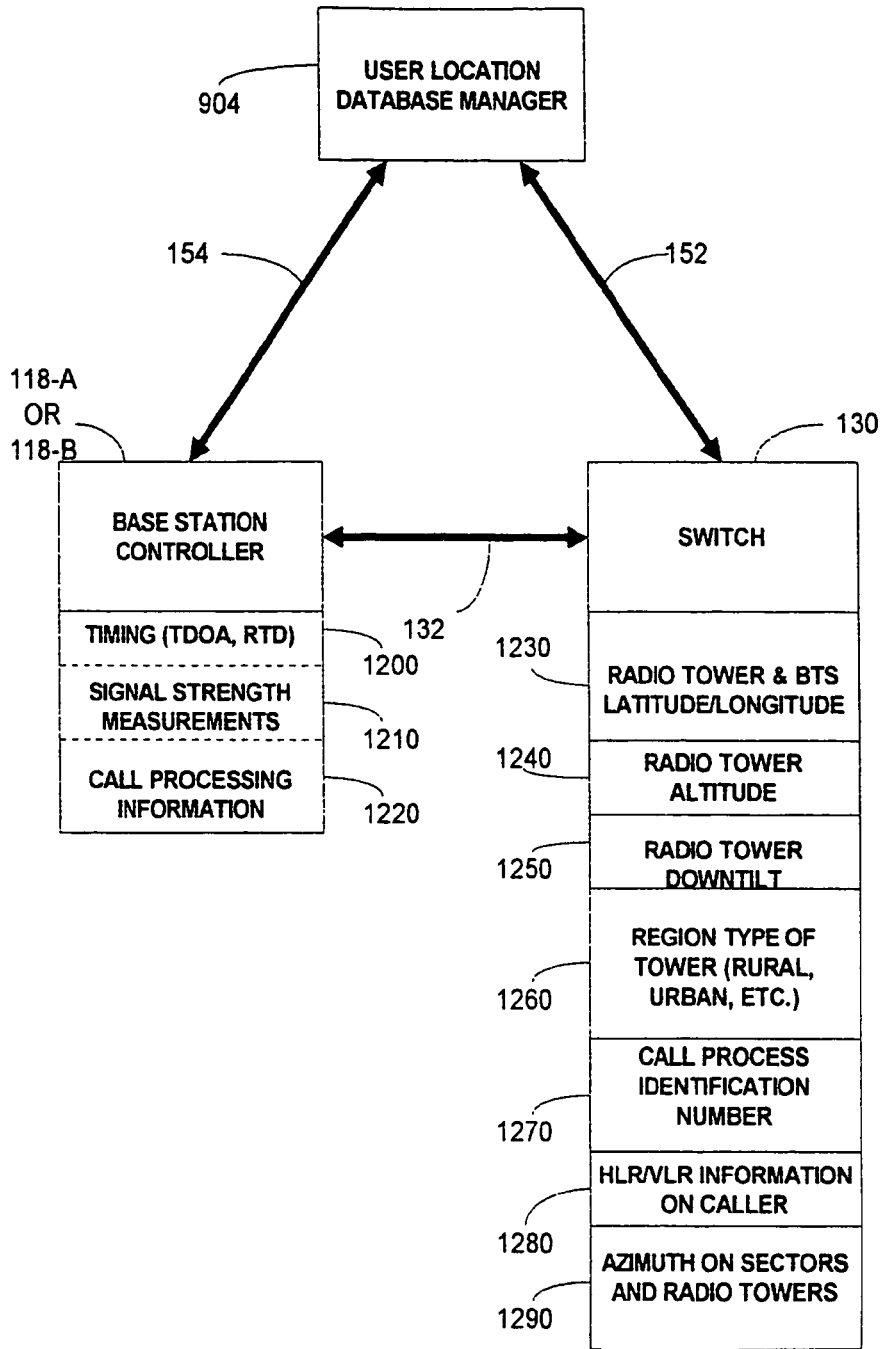 USER LOCATION
DATABASE MANAGER
904
154
152
118-A
OR
118-B
130
BASE STATION
CONTROLLER
SWITCH
132
TIMING (TDOA, RTD)
1200
SIGNAL STRENGTH
MEASUREMENTS
1210
CALL PROCESSING
INFORMATION
1220
1230
RADIO TOWER & BTS
LATITUDE/LONGITUDE
1240
RADIO TOWER
ALTITUDE
1250
RADIO TOWER
DOWNTILT
REGION TYPE OF
TOWER (RURAL,
URBAN, ETC.)
1260
CALL PROCESS
IDENTIFICATION
NUMBER
1270
HLR/VLR INFORMATION
ON CALLER
1280
AZIMUTH ON SECTORS
AND RADIO TOWERS
1290